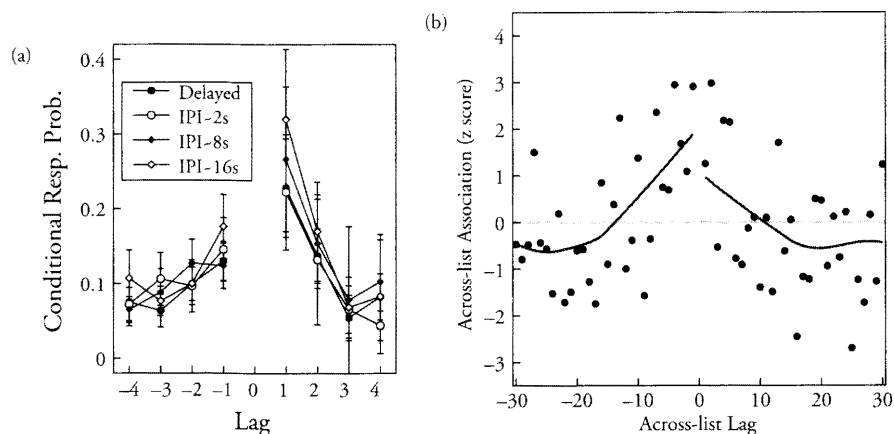 (a)
Conditional Resp. Prob.
0.4
0.3
0.2
0.1
0
Delayed
IPI-2s
IPI-8s
IPI-16s
−4 −3 −2 −1 0 1 2 3 4
Lag
(b)
Across-list Association (z score)
4
3
2
1
0
−1
−2
−3
−30 −20 −10 0 10 20 30
Across-list Lag